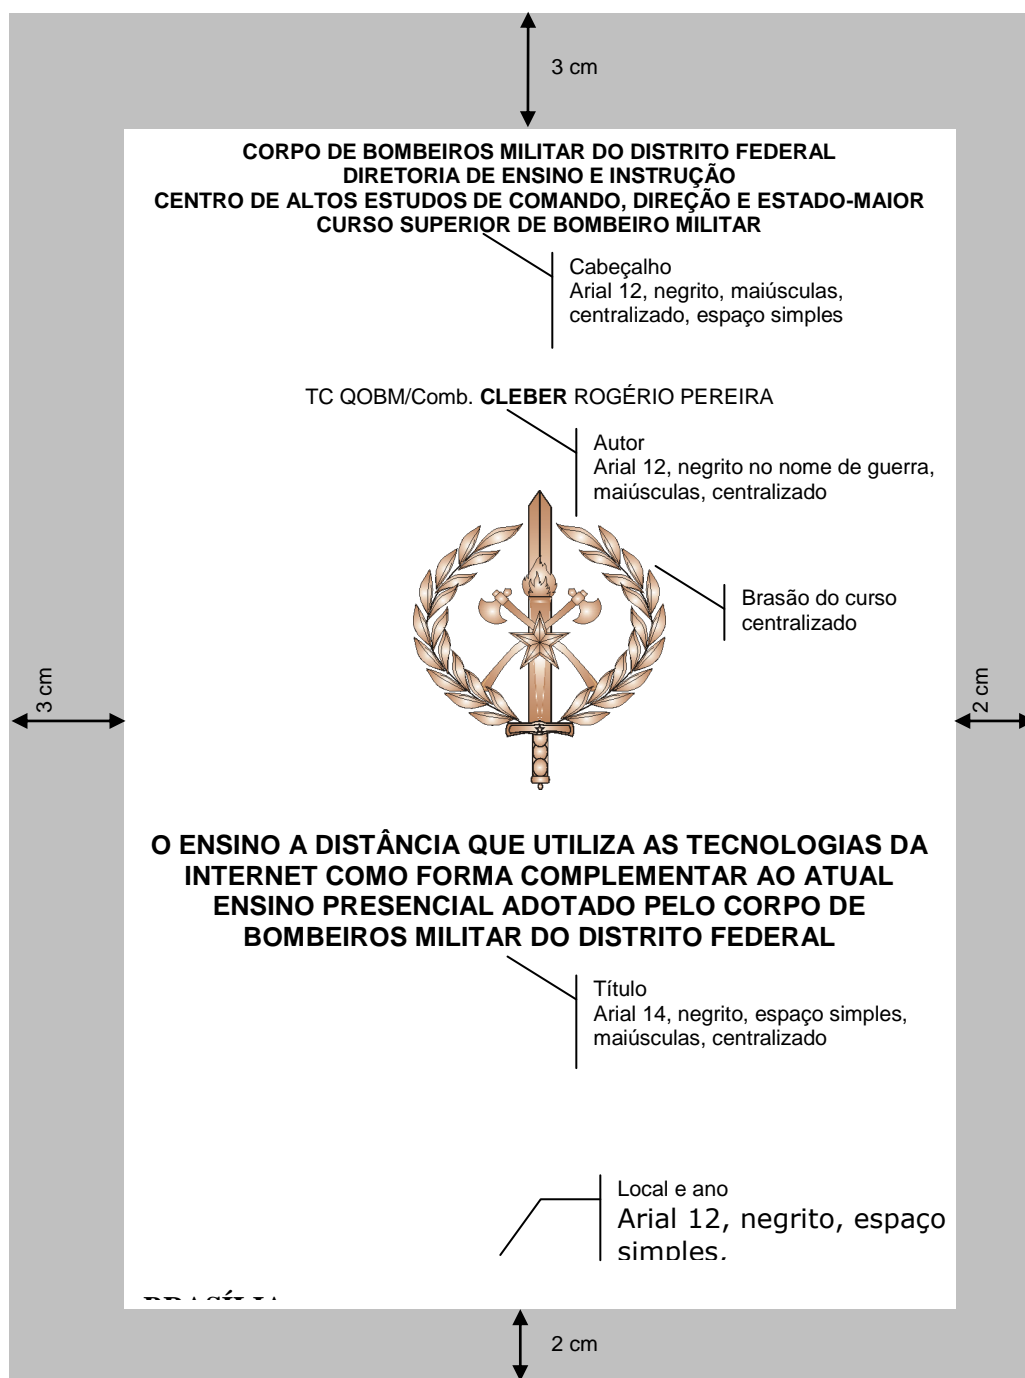 3 cm
CORPO DE BOMBEIROS MILITAR DO DISTRITO FEDERAL
DIRETORIA DE ENSINO E INSTRUÇÃO
CENTRO DE ALTOS ESTUDOS DE COMANDO, DIREÇÃO E ESTADO-MAIOR
CURSO SUPERIOR DE BOMBEIRO MILITAR
Cabeçalho
Arial 12, negrito, maiúsculas,
centralizado, espaço simples
TC QOBM/Comb. CLEBER ROGÉRIO PEREIRA
Autor
Arial 12, negrito no nome de guerra,
maiúsculas, centralizado
Brasão do curso
centralizado
3 cm
2 cm
O ENSINO A DISTÂNCIA QUE UTILIZA AS TECNOLOGIAS DA
INTERNET COMO FORMA COMPLEMENTAR AO ATUAL
ENSINO PRESENCIAL ADOTADO PELO CORPO DE
BOMBEIROS MILITAR DO DISTRITO FEDERAL
Título
Arial 14, negrito, espaço simples,
maiúsculas, centralizado
Local e ano
Arial 12, negrito, espaço
simples,
BRASÍLIA
2 cm